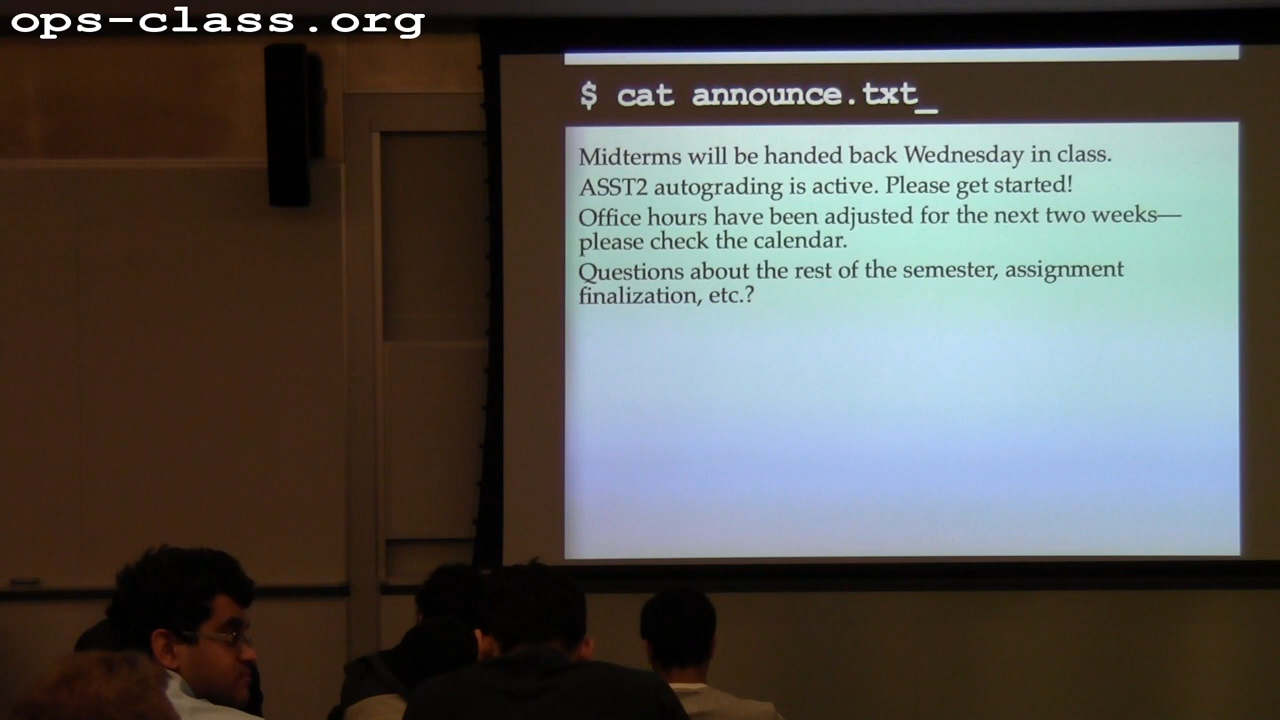 ops-class.org
$ cat announce.txt_
Midterms will be handed back Wednesday in class.
ASST2 autograding is active. Please get started!
Office hours have been adjusted for the next two weeks—
please check the calendar.
Questions about the rest of the semester, assignment
finalization, etc.?